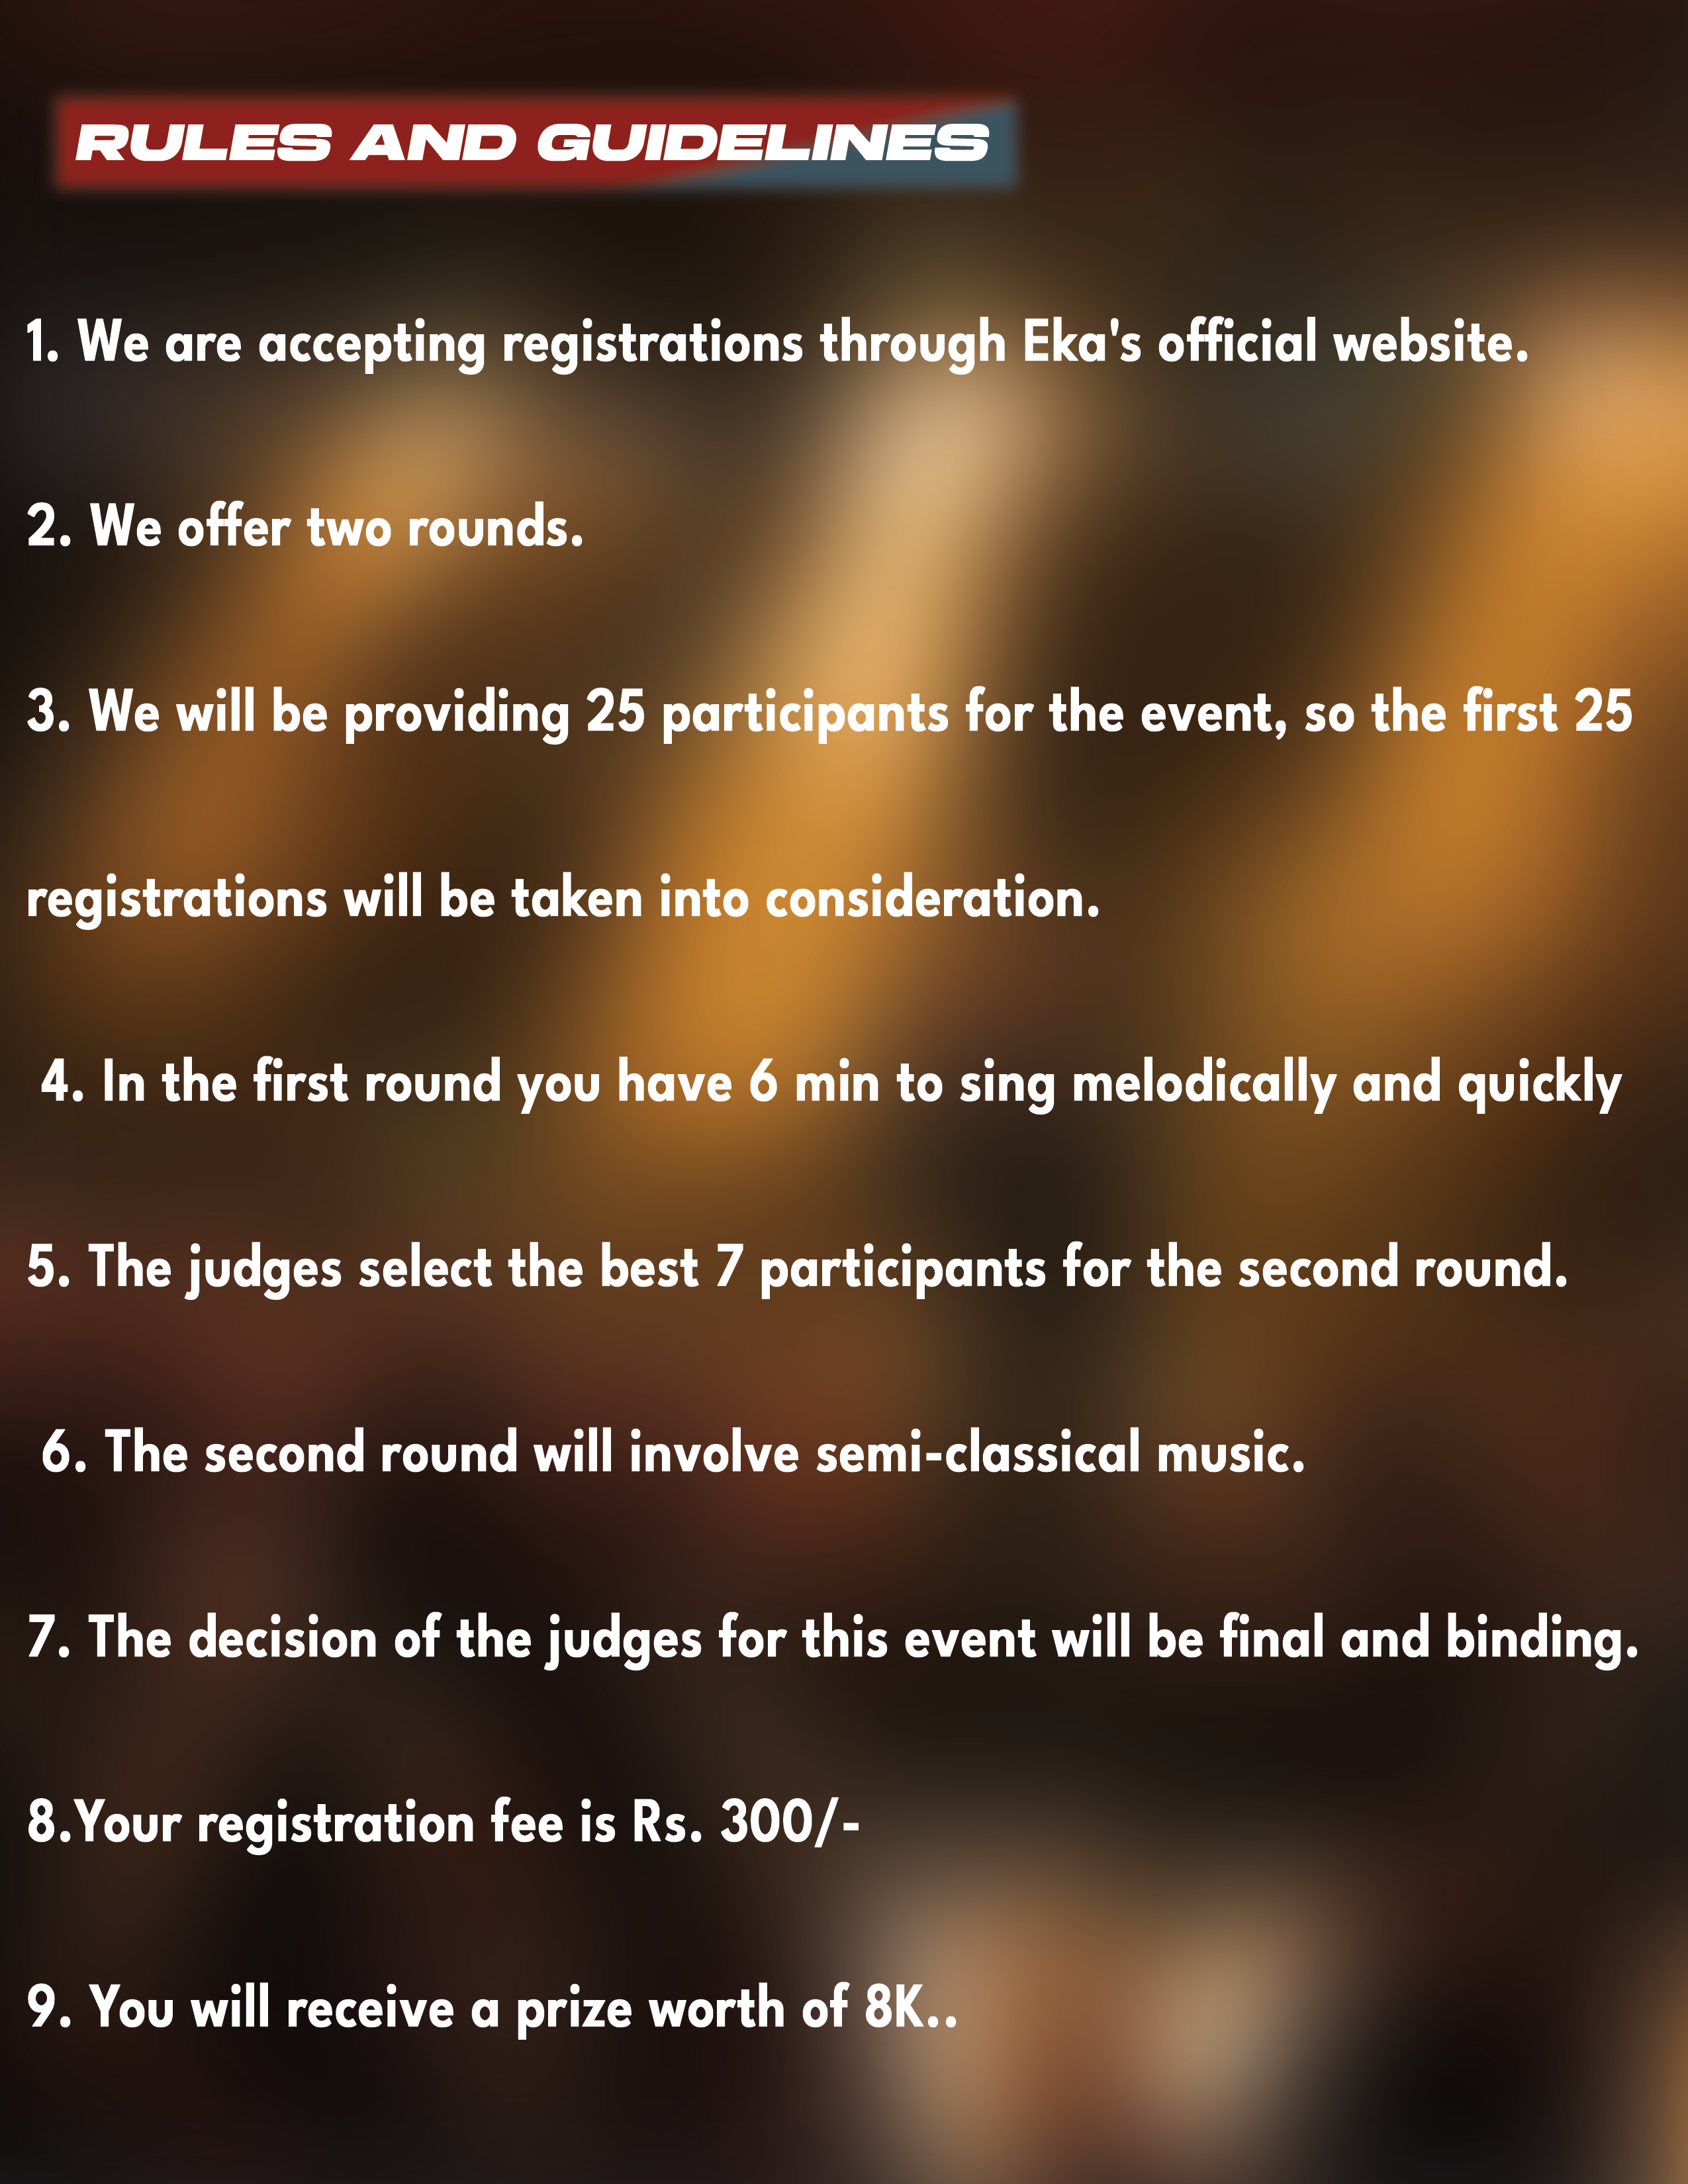 RULES AND GUIDELINES
1. We are accepting registrations through Eka's official website.
2. We offer two rounds.
3. We will be providing 25 participants for the event, so the first 25
registrations will be taken into consideration.
4. In the first round you have 6 min to sing melodically and quickly
5. The judges select the best 7 participants for the second round.
6. The second round will involve semi-classical music.
7. The decision of the judges for this event will be final and binding.
8.Your registration fee is Rs. 300/-
9. You will receive a prize worth of 8K..